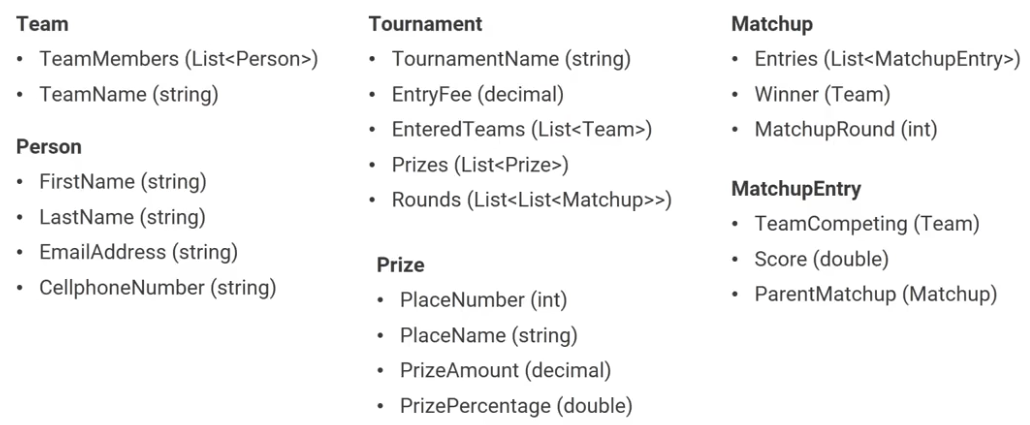 Team
• TeamMembers (List<Person>)
• TeamName (string)
Person
• FirstName (string)
• LastName (string)
• EmailAddress (string)
• CellphoneNumber (string)
Tournament
• TournamentName (string)
• EntryFee (decimal)
• EnteredTeams (List<Team>)
• Prizes (List<Prize>)
• Rounds (List<List<Matchup>>)
Prize
• PlaceNumber (int)
• PlaceName (string)
• PrizeAmount (decimal)
• PrizePercentage (double)
Matchup
• Entries (List<MatchupEntry>)
• Winner (Team)
• MatchupRound (int)
MatchupEntry
• TeamCompeting (Team)
• Score (double)
• ParentMatchup (Matchup)